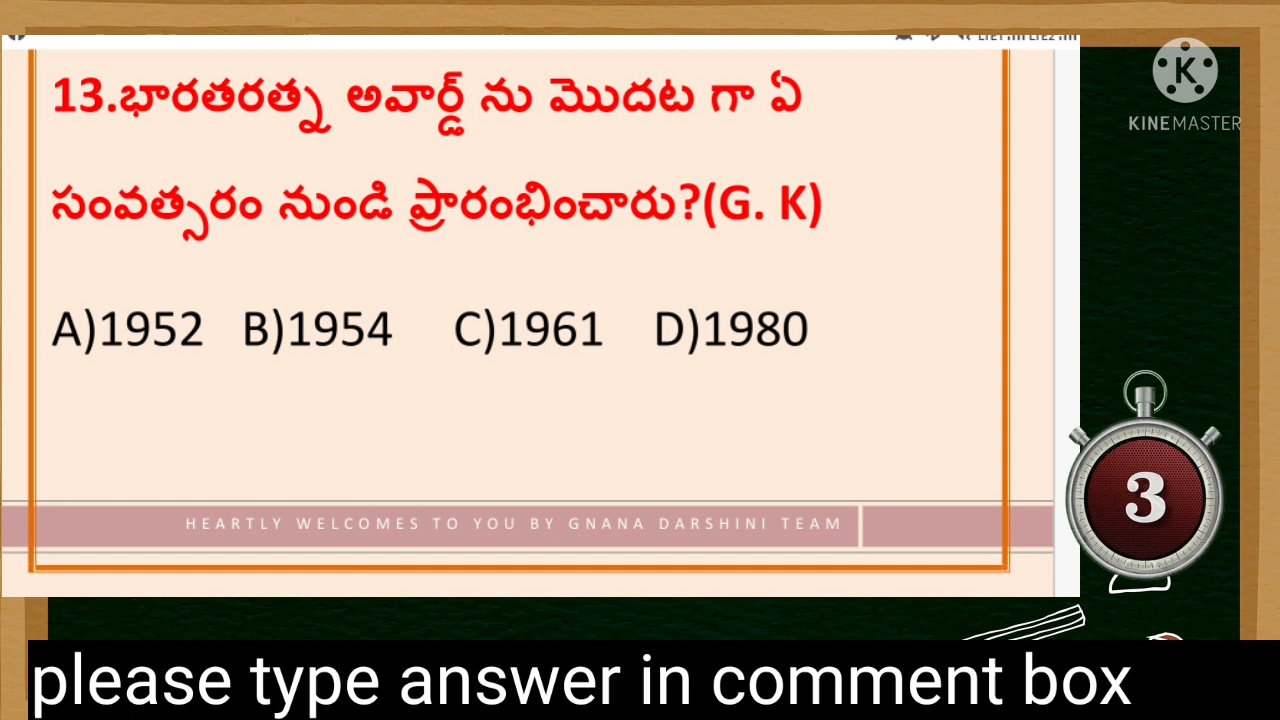 13.భారతరత్న అవార్డ్ ను మొదట గా ఏ
సంవత్సరం నుండి ప్రారంభించారు?(G. K)
A)1952 B)1954 C)1961 D)1980
HEARTLY WELCOMES TO YOU BY GNANA DARSHINI TEAM
K
KINEMASTER
3
please type answer in comment box